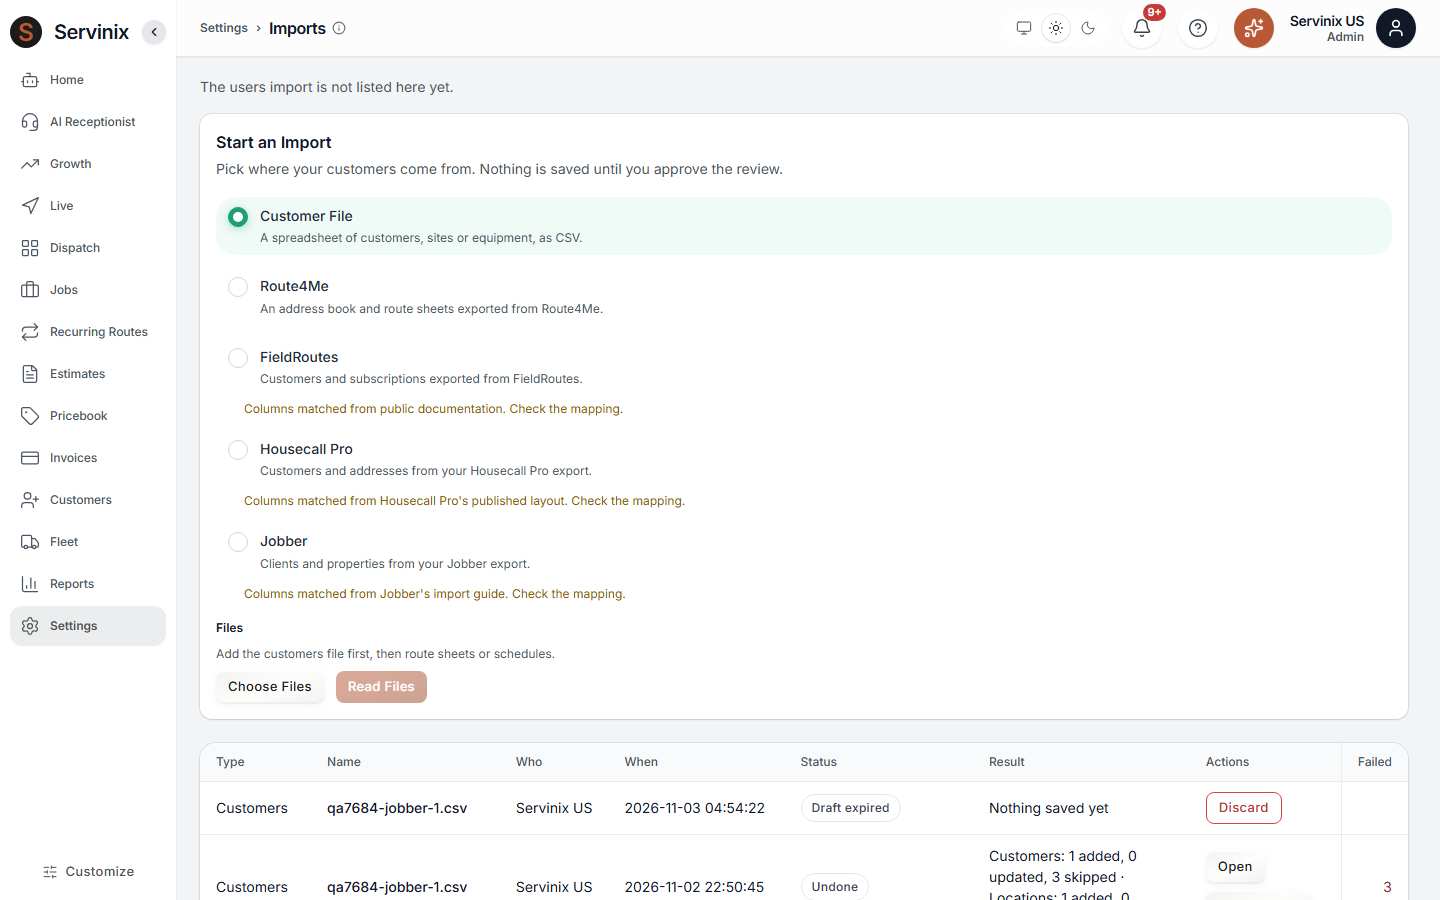 S Servinix
Settings › Imports
9+
Servinix US
Admin
Home
AI Receptionist
Growth
Live
Dispatch
Jobs
Recurring Routes
Estimates
Pricebook
Invoices
Customers
Fleet
Reports
Settings
Customize
The users import is not listed here yet.
Start an Import
Pick where your customers come from. Nothing is saved until you approve the review.
Customer File
A spreadsheet of customers, sites or equipment, as CSV.
Route4Me
An address book and route sheets exported from Route4Me.
FieldRoutes
Customers and subscriptions exported from FieldRoutes.
Columns matched from public documentation. Check the mapping.
Housecall Pro
Customers and addresses from your Housecall Pro export.
Columns matched from Housecall Pro's published layout. Check the mapping.
Jobber
Clients and properties from your Jobber export.
Columns matched from Jobber's import guide. Check the mapping.
Files
Add the customers file first, then route sheets or schedules.
Choose Files Read Files
Type Name Who When Status Result Actions Failed
Customers qa7684-jobber-1.csv Servinix US 2026-11-03 04:54:22 Draft expired Nothing saved yet Discard
Customers qa7684-jobber-1.csv Servinix US 2026-11-02 22:50:45 Undone Customers: 1 added, 0
updated, 3 skipped ·
Locations: 1 added, 0
Open
3